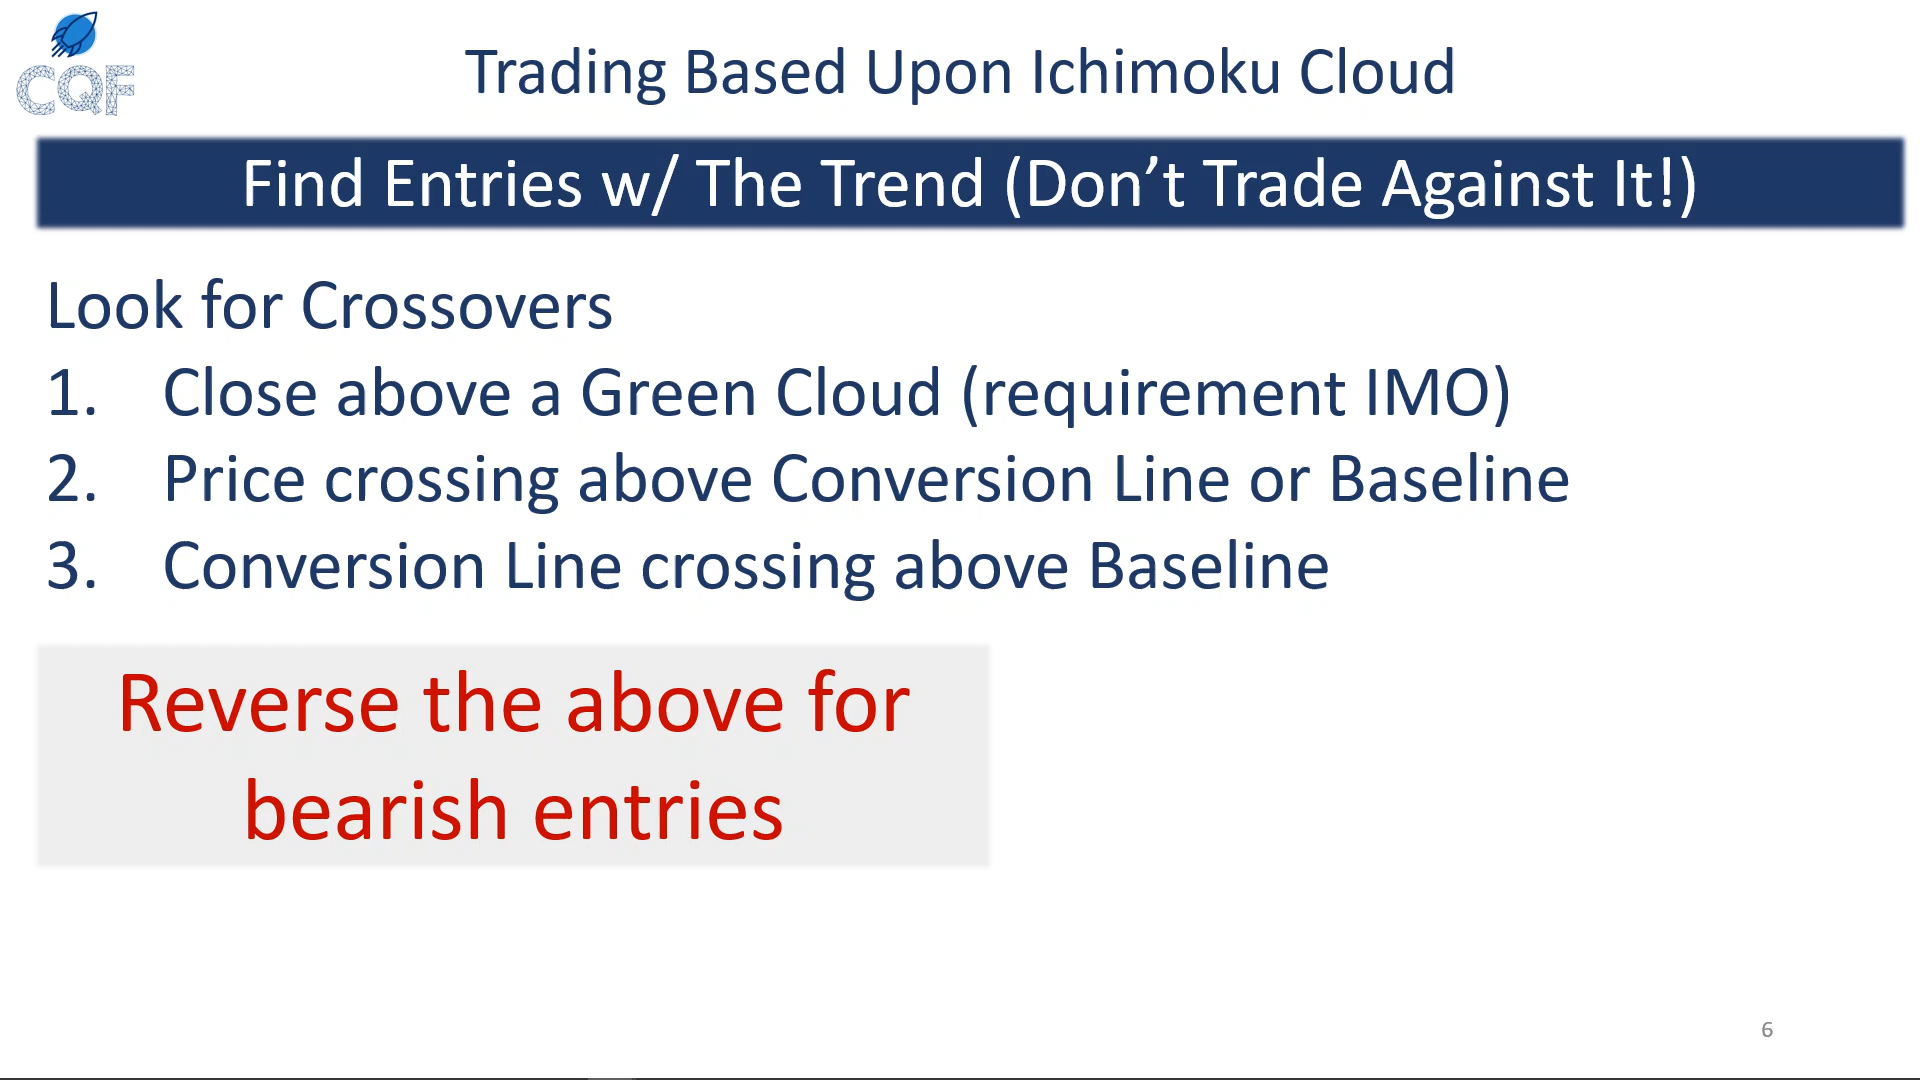 CQF
Trading Based Upon Ichimoku Cloud
Find Entries w/ The Trend (Don’t Trade Against It!)
Look for Crossovers
1. Close above a Green Cloud (requirement IMO)
2. Price crossing above Conversion Line or Baseline
3. Conversion Line crossing above Baseline
Reverse the above for
bearish entries
6